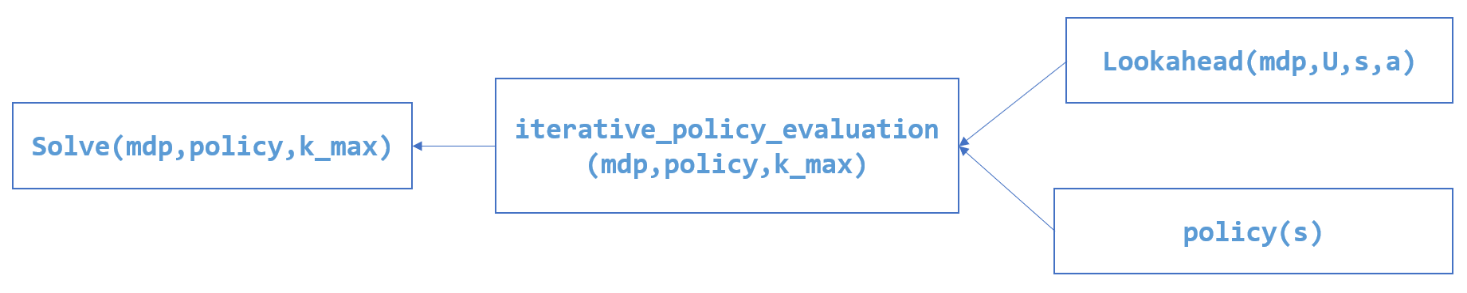 Solve(mdp,policy,k_max)
iterative_policy_evaluation
(mdp,policy,k_max)
Lookahead(mdp,U,s,a)
policy(s)